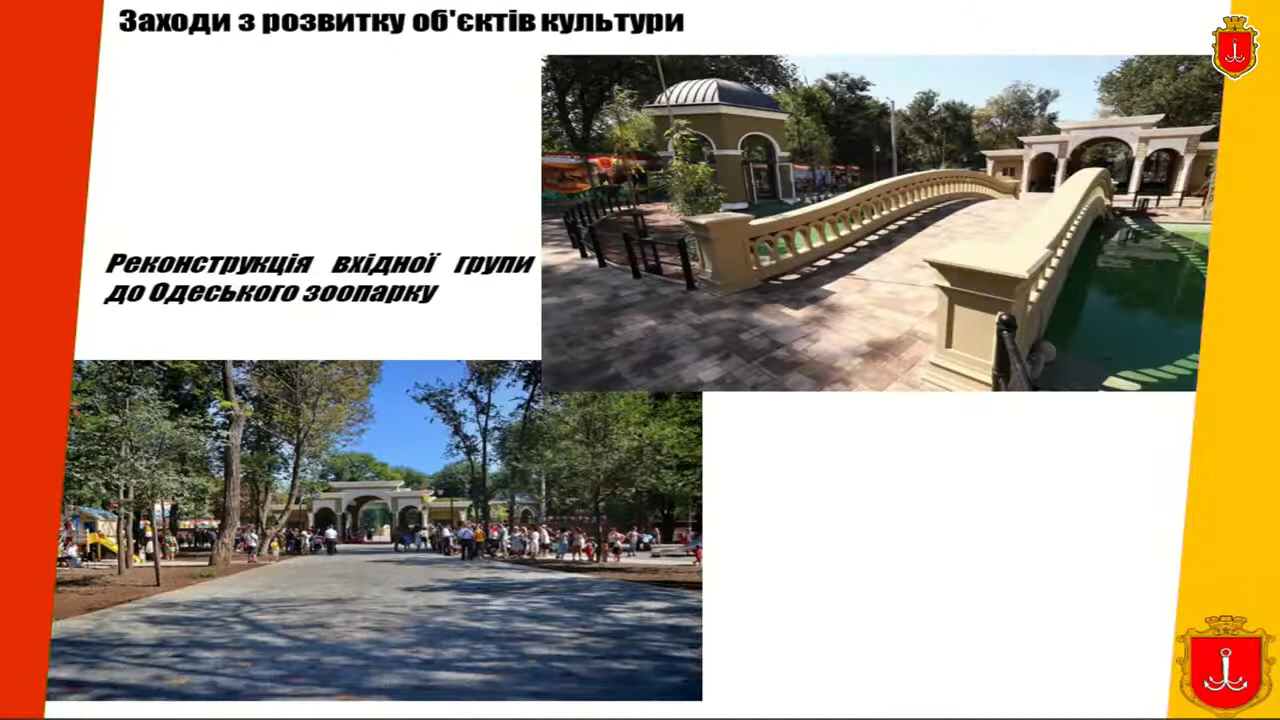 Заходи з розвитку об'єктів культури
Реконструкція вхідної групи
до Одеського зоопарку